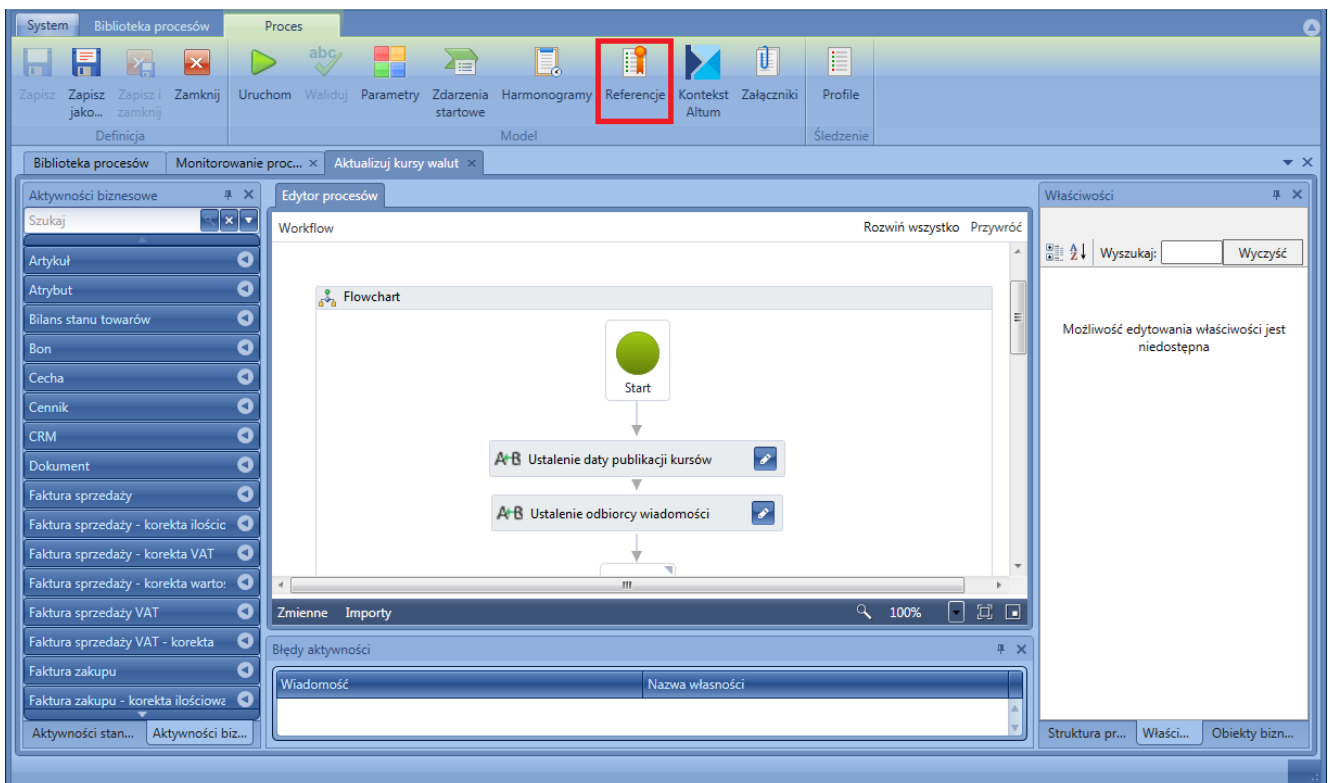 System Biblioteka procesów Proces
Zapisz Zapisz jako... Zapisz i zamknij Zamknij Uruchom Waliduj Parametry Zdarzenia startowe Harmonogramy Referencje Kontekst Altum Załączniki Profile
Definicja Model Śledzenie
Biblioteka procesów Monitorowanie proc... Aktualizuj kursy walut
Aktywności biznesowe
Szukaj
Artykuł
Atrybut
Bilans stanu towarów
Bon
Cecha
Cennik
CRM
Dokument
Faktura sprzedaży
Faktura sprzedaży - korekta ilośćic
Faktura sprzedaży - korekta VAT
Faktura sprzedaży - korekta wartoś
Faktura sprzedaży VAT
Faktura sprzedaży VAT - korekta
Faktura zakupu
Faktura zakupu - korekta ilościowa
Aktywności stan... Aktywności biz...
Edytor procesów
Workflow Rozwiń wszystko Przywróć
Flowchart
Start
A+B Ustalenie daty publikacji kursów
A+B Ustalenie odbiorcy wiadomości
Zmienne Importy 100%
Błędy aktywności
Wiadomość Nazwa własności
Właściwości
Wyszukaj: Wyczyść
Możliwość edytowania właściwości jest
niedostępna
Struktura pr... Właści... Obiekty bizn...